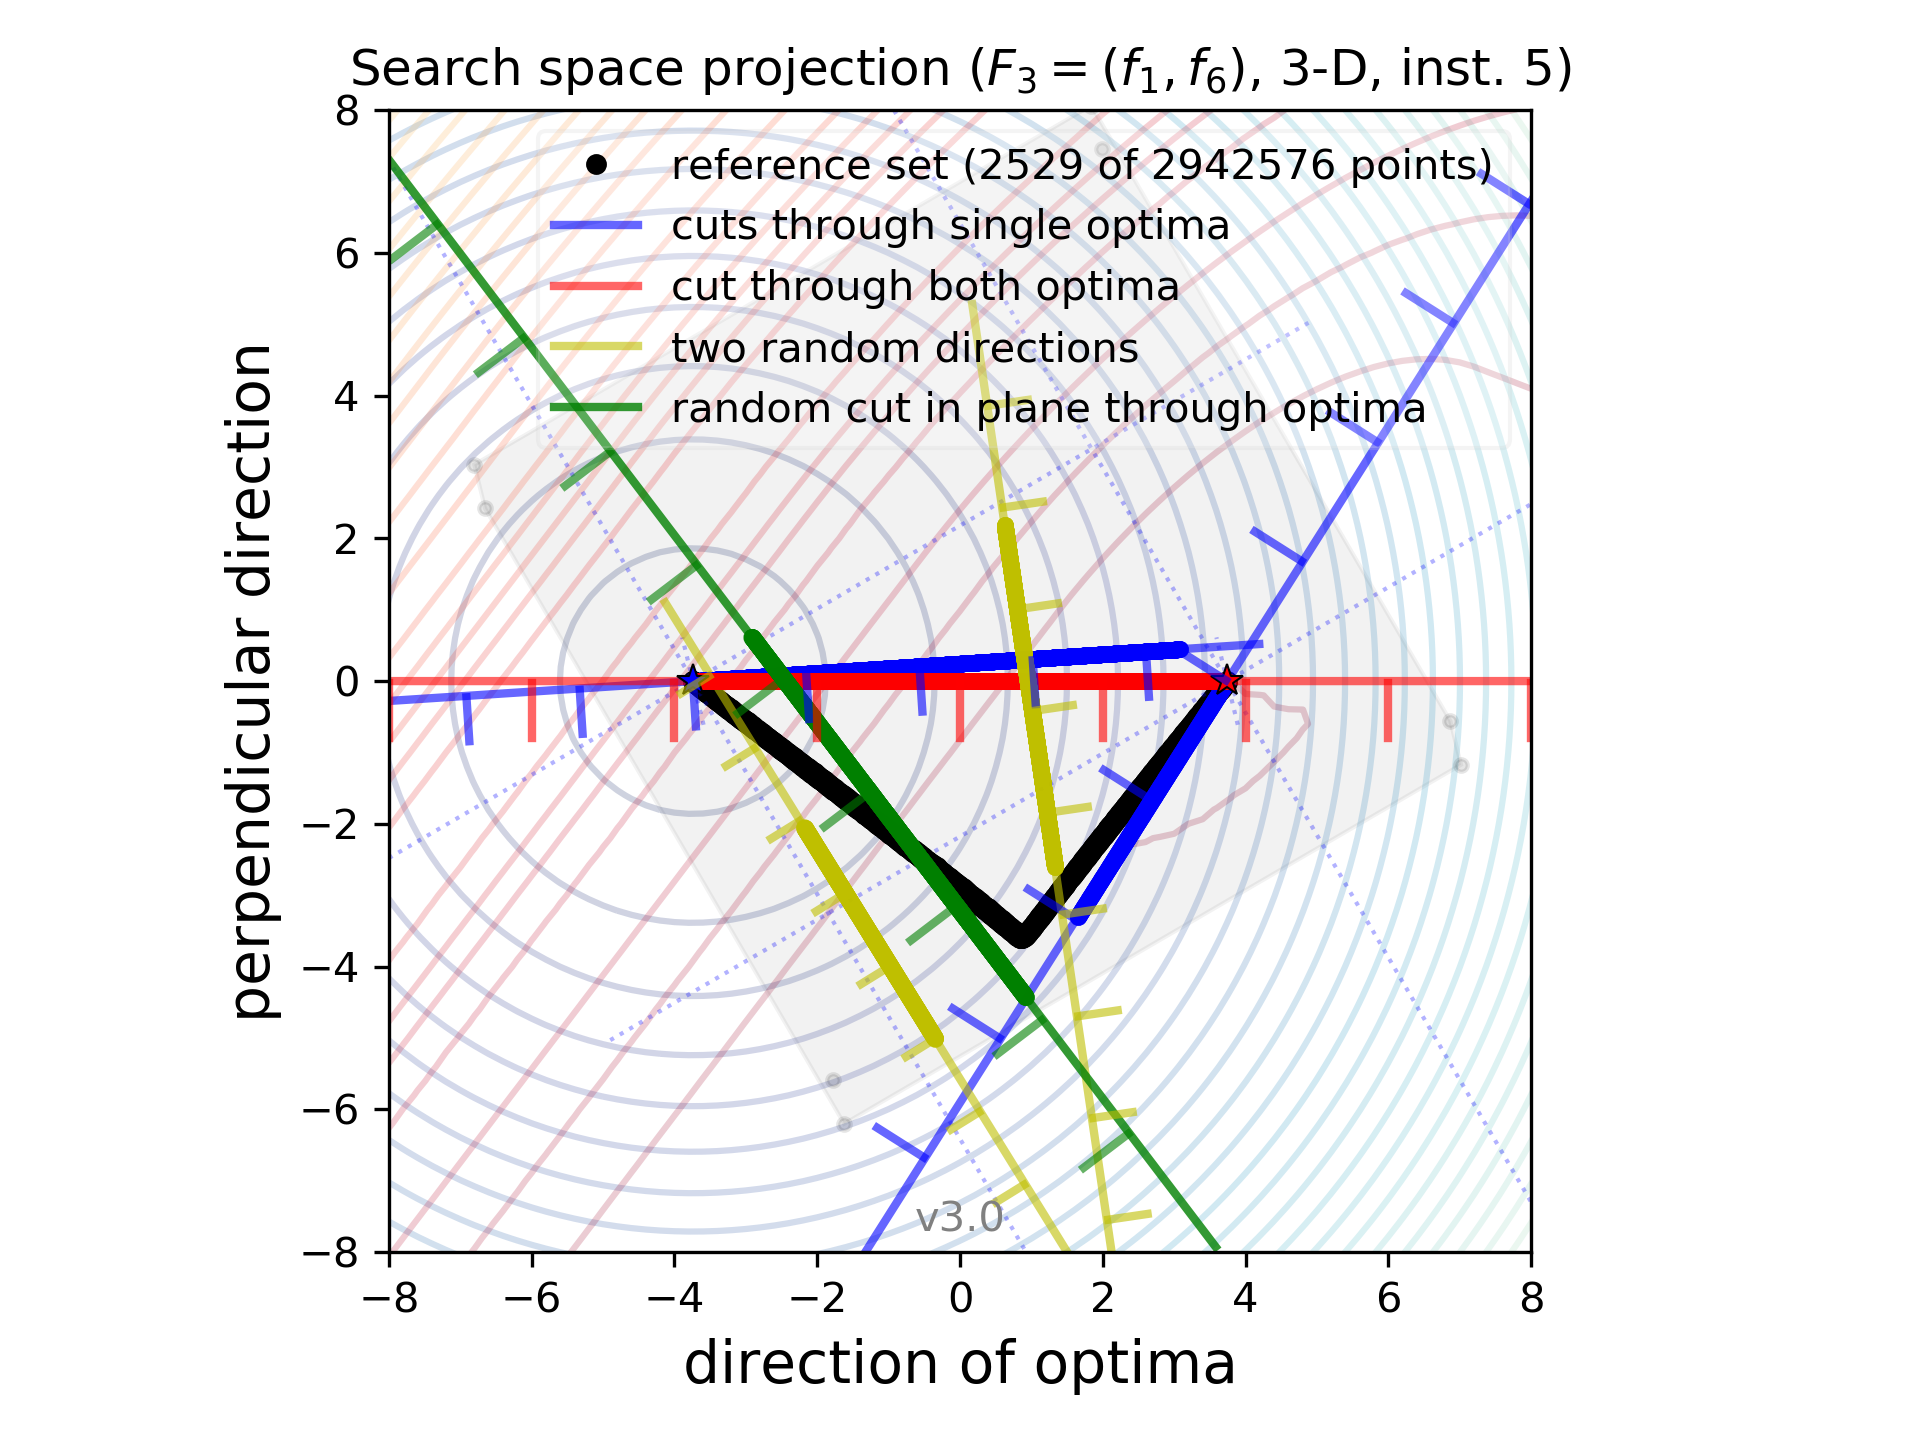 Search space projection (F₃ = (f₁, f₆), 3-D, inst. 5)
reference set (2529 of 2942576 points)
cuts through single optima
cut through both optima
two random directions
random cut in plane through optima
8
6
4
2
0
−2
−4
−6
−8
perpendicular direction
v3.0
−8 −6 −4 −2 0 2 4 6 8
direction of optima